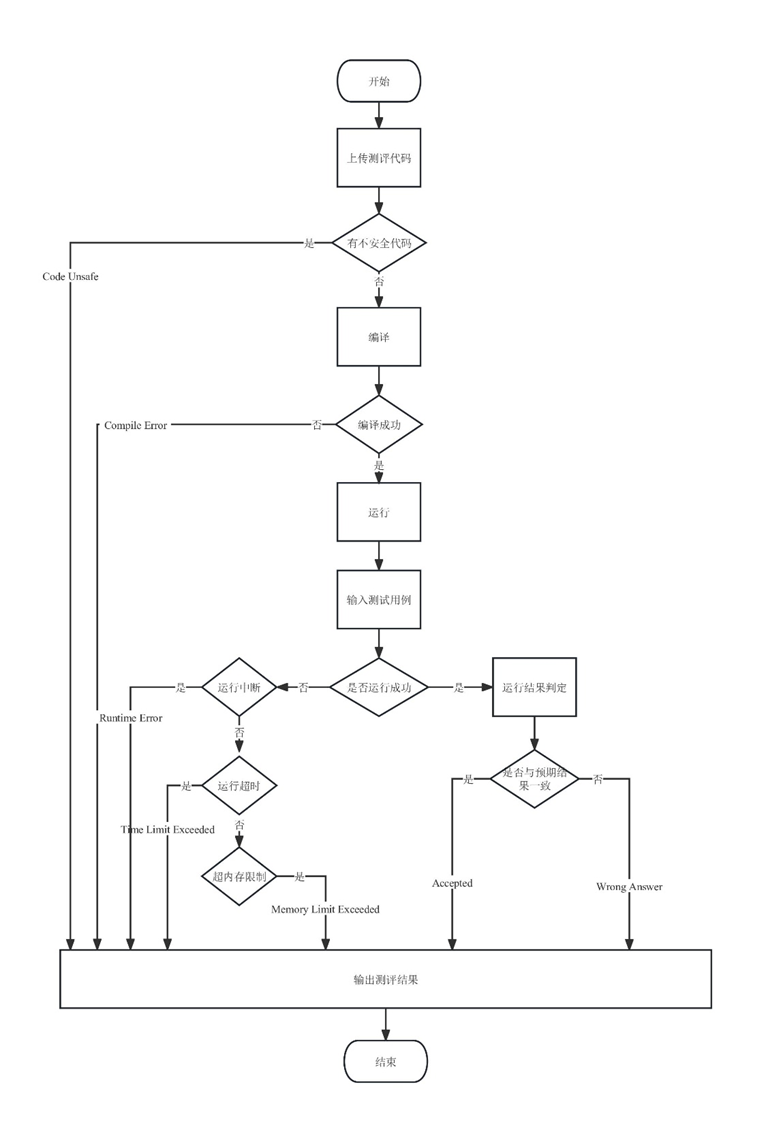 开始
上传测评代码
有不安全代码
是
Code Unsafe
否
编译
编译成功
否
Compile Error
是
运行
输入测试用例
是否运行成功
否
运行中断
是
Runtime Error
否
运行超时
是
Time Limit Exceeded
否
超内存限制
是
Memory Limit Exceeded
是
运行结果判定
是否与预期结
果一致
是
Accepted
否
Wrong Answer
输出测评结果
结束